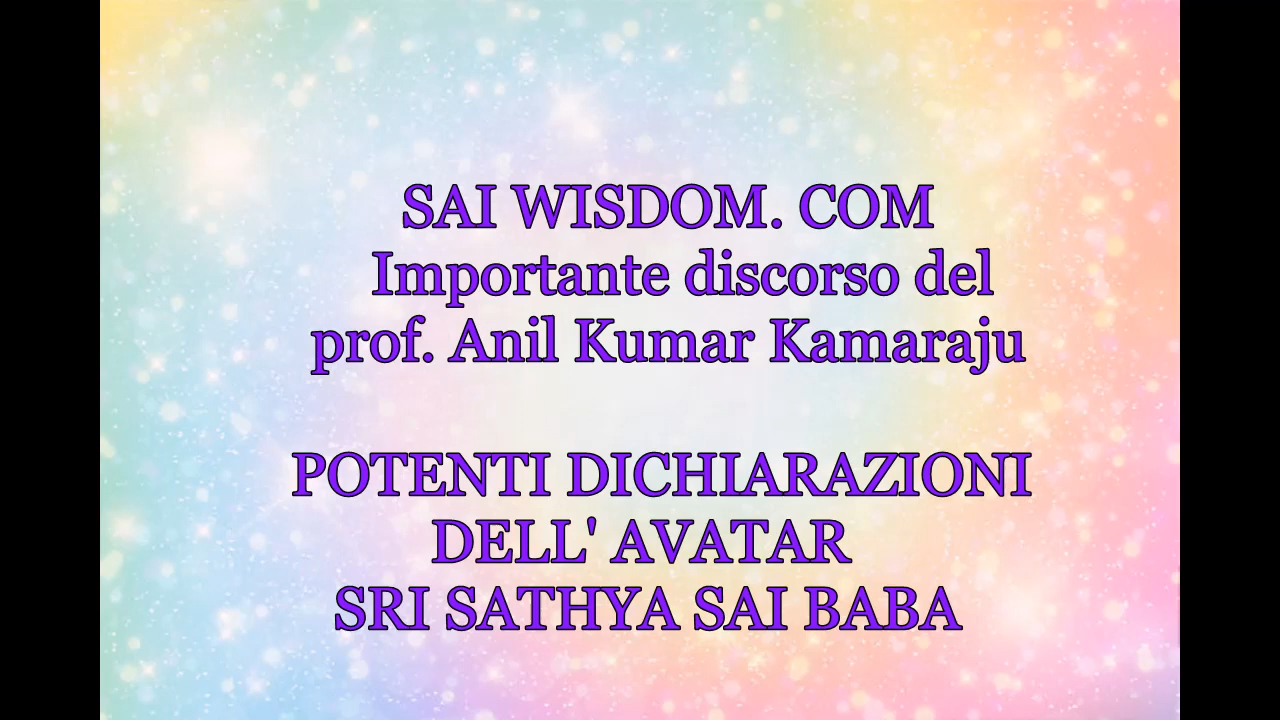 SAI WISDOM. COM
Importante discorso del
prof. Anil Kumar Kamaraju
POTENTI DICHIARAZIONI
DELL' AVATAR
SRI SATHYA SAI BABA